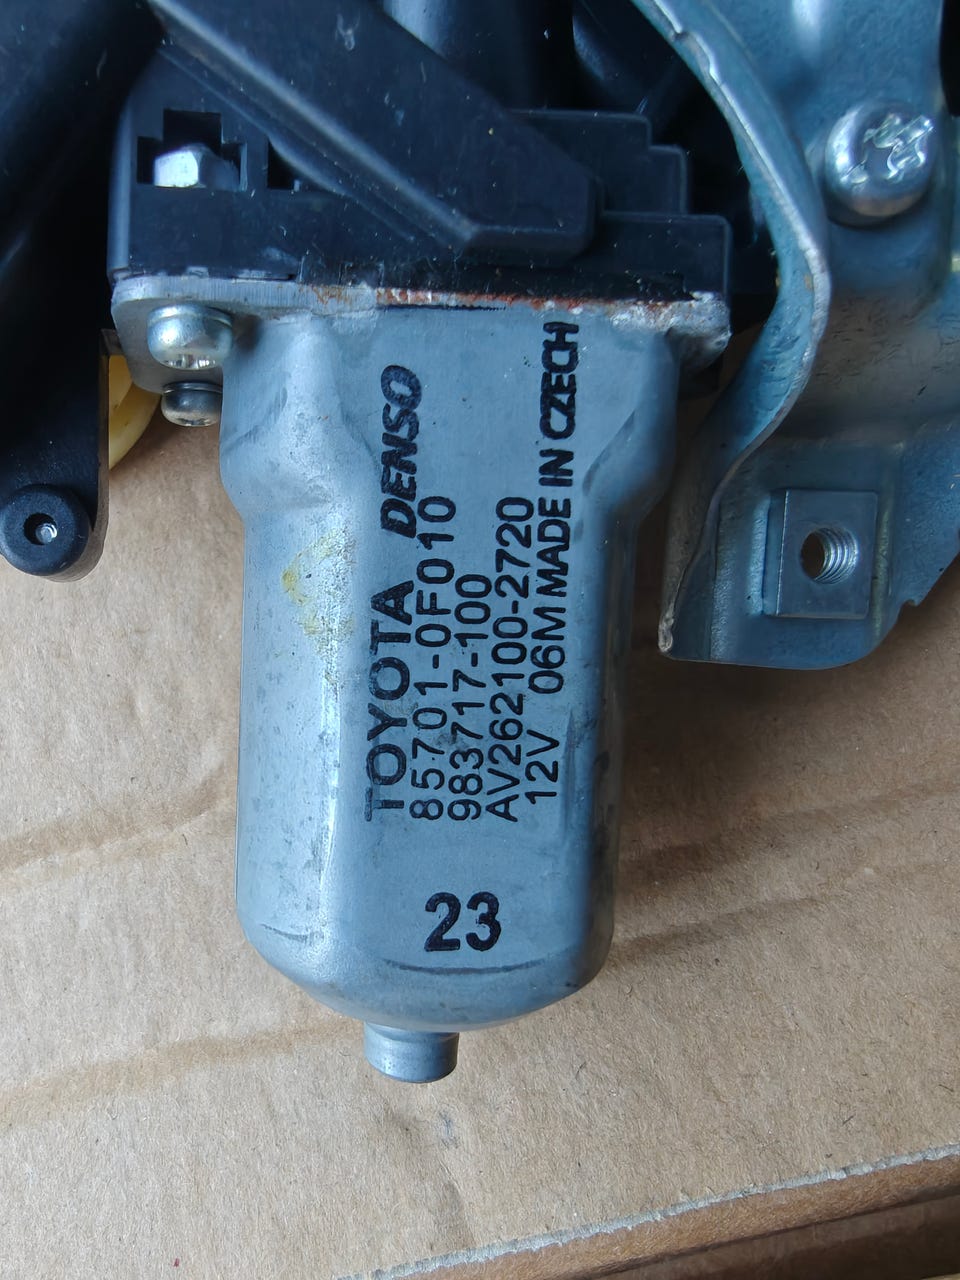 TOYOTA DENSO
85701-0F010
983717-100
AV262100-2720
12V 06M MADE IN CZECH
23